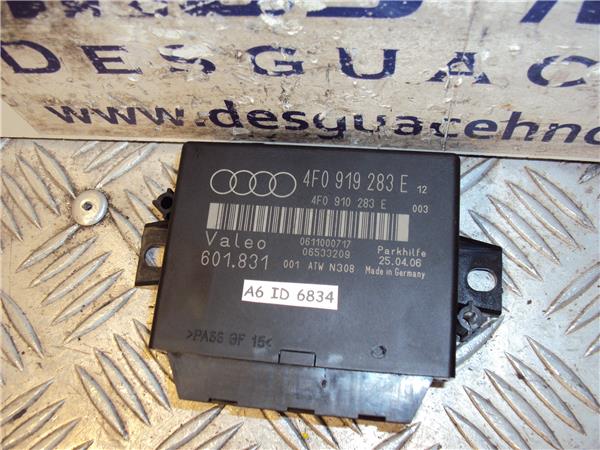 DESGUAC
www.desguacehno
4F0 919 283 E 12
4F0 910 283 E 003
Valeo 0611000717 Parkhilfe
06533209 25.04.06
601.831 001 ATW N308 Made in Germany
A6 ID 6834
>PA66 GF 15<